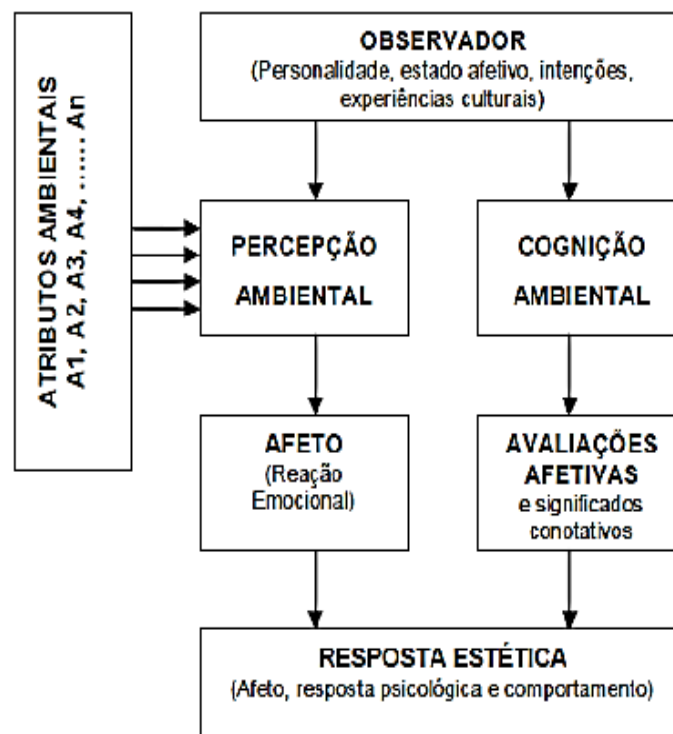 ATRIBUTOS AMBIENTAIS
A1, A2, A3, A4, ...... An
OBSERVADOR
(Personalidade, estado afetivo, intenções,
experiências culturais)
PERCEPÇÃO
AMBIENTAL
COGNIÇÃO
AMBIENTAL
AFETO
(Reação
Emocional)
AVALIAÇÕES
AFETIVAS
e significados
conotativos
RESPOSTA ESTÉTICA
(Afeto, resposta psicológica e comportamento)